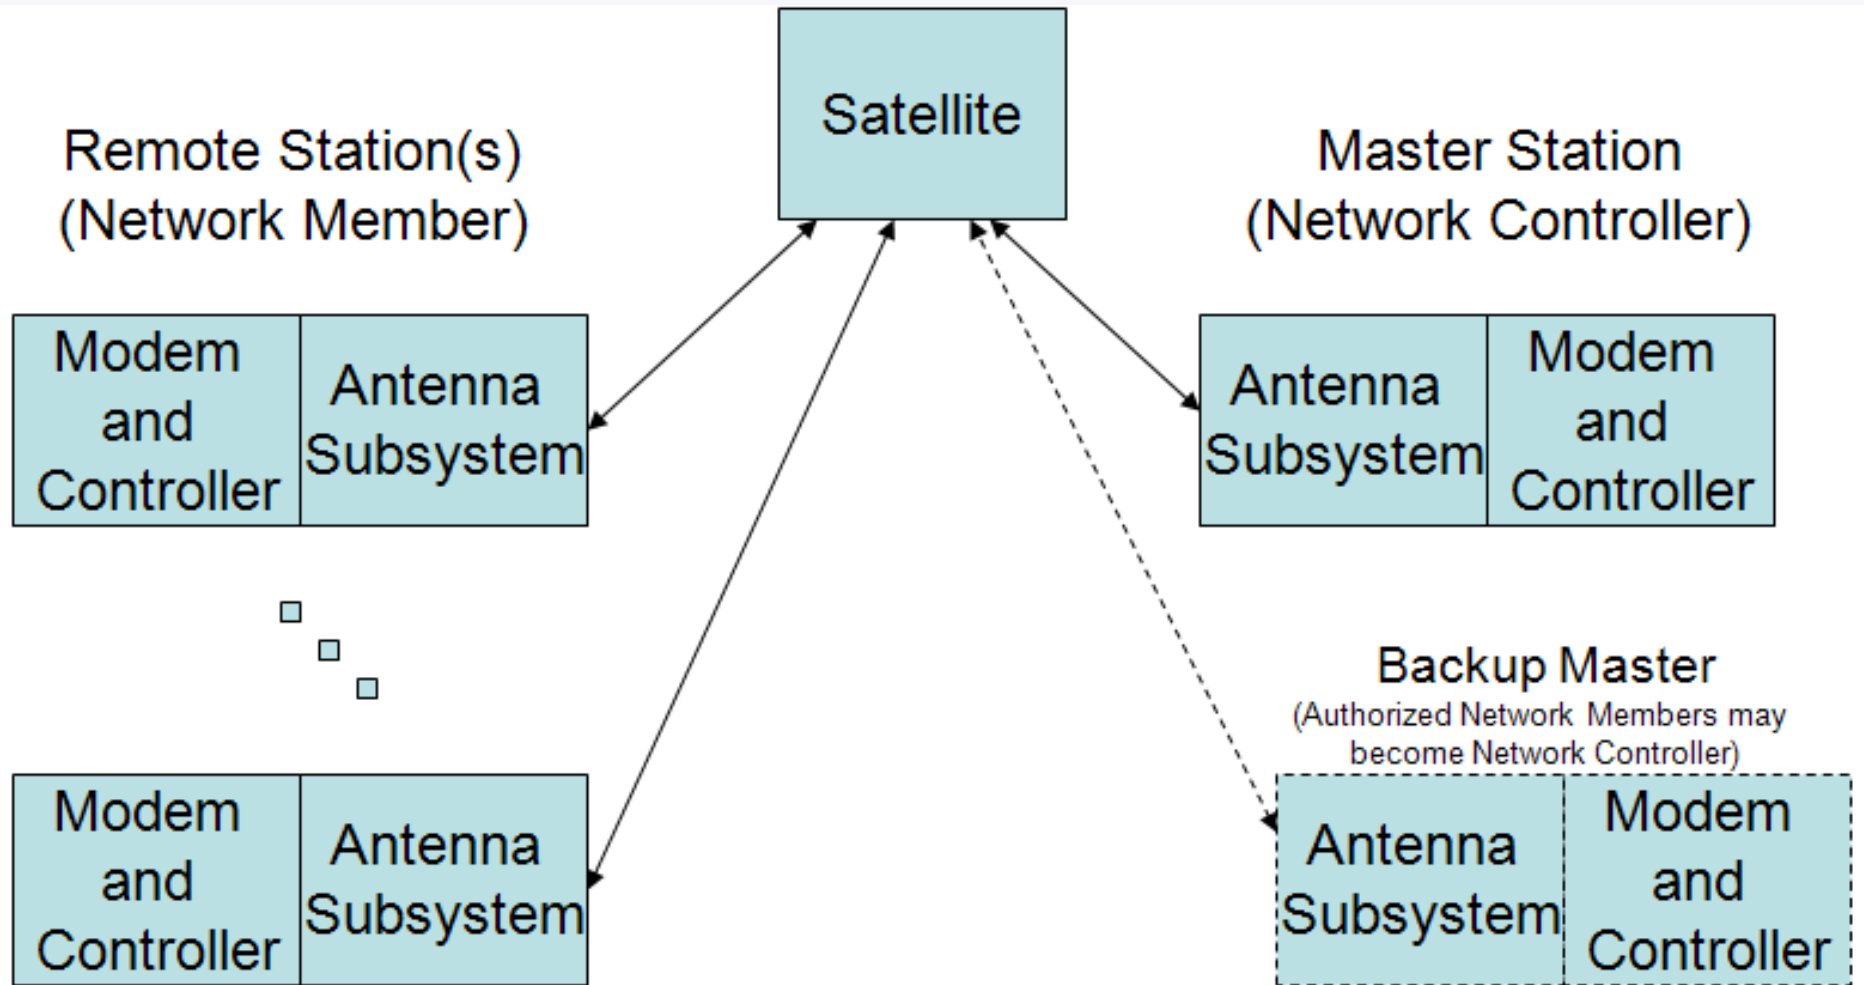 Satellite
Remote Station(s)
(Network Member)
Master Station
(Network Controller)
Modem
and
Controller
Antenna
Subsystem
Antenna
Subsystem
Modem
and
Controller
Backup Master
(Authorized Network Members may
become Network Controller)
Modem
and
Controller
Antenna
Subsystem
Antenna
Subsystem
Modem
and
Controller